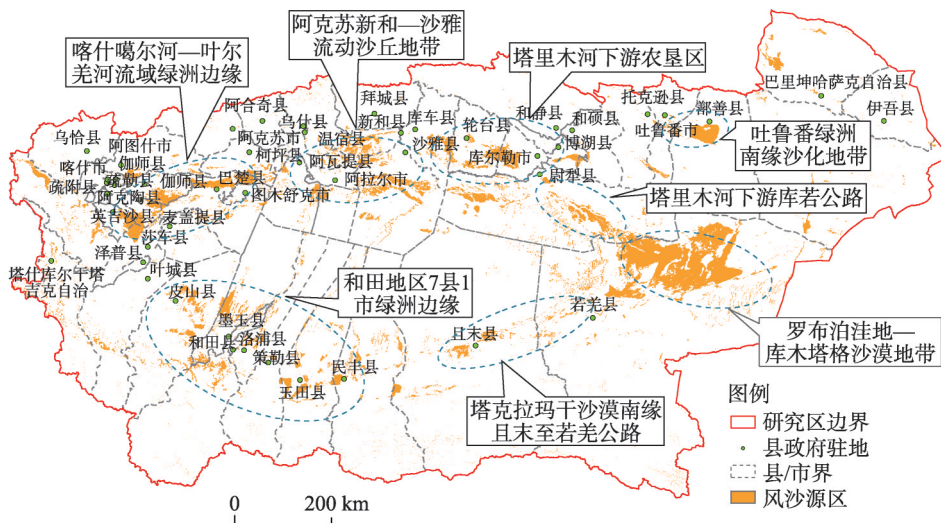 阿克苏新和—沙雅
流动沙丘地带
喀什噶尔河—叶尔
羌河流域绿洲边缘
塔里木河下游农垦区
巴里坤哈萨克自治县
伊吾县
托克逊县
鄯善县
吐鲁番市
吐鲁番绿洲
南缘沙化地带
阿合奇县
拜城县
乌什县
新和县
库车县
轮台县
和静县
和硕县
乌恰县
阿图什市
阿克苏市
温宿县
沙雅县
博湖县
喀什市
伽师县
柯坪县
阿瓦提县
库尔勒市
尉犁县
疏附县
疏勒县
伽师县
巴楚县
阿拉尔市
阿克陶县
图木舒克市
塔里木河下游库若公路
英吉沙县
麦盖提县
莎车县
泽普县
塔什库尔干塔
吉克自治
叶城县
皮山县
和田地区7县1
市绿洲边缘
若羌县
墨玉县
和田县
洛浦县
策勒县
民丰县
于田县
且末县
罗布泊洼地—
库木塔格沙漠地带
塔克拉玛干沙漠南缘
且末至若羌公路
图例
研究区边界
县政府驻地
县/市界
风沙源区
0 200 km